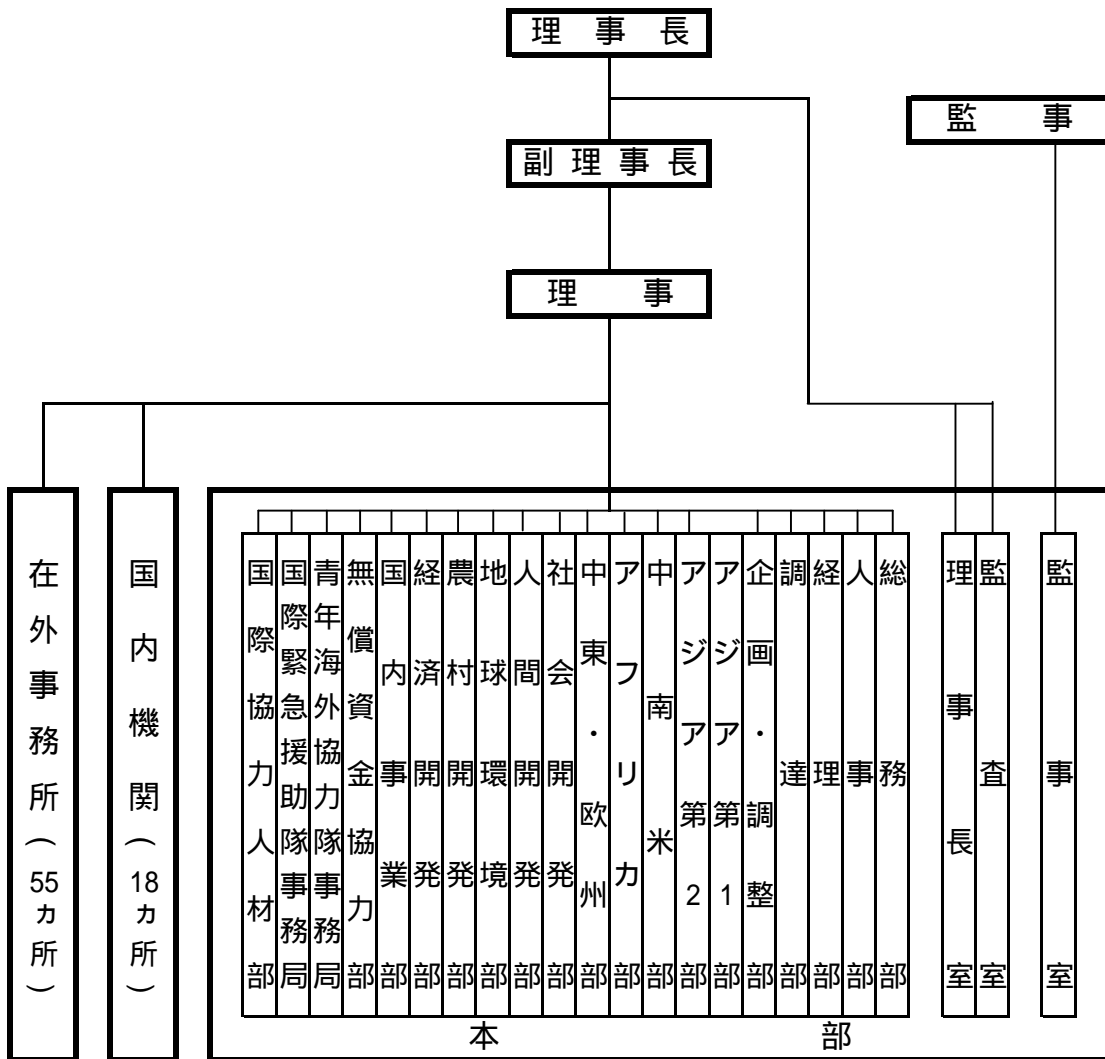 理事長
監事
副理事長
理事
在外事務所(55ヵ所)
国内機関(18ヵ所)
国際協力人材部
国際緊急援助隊事務局
青年海外協力隊事務局
無償資金協力部
国内事業部
経済開発部
農村開発部
地球環境部
人間開発部
社会開発部
中東・欧州部
アフリカ部
中南米部
アジア第2部
アジア第1部
企画・調整部
調達部
経理部
人事部
総務部
理事長室
監査室
監事室
本部